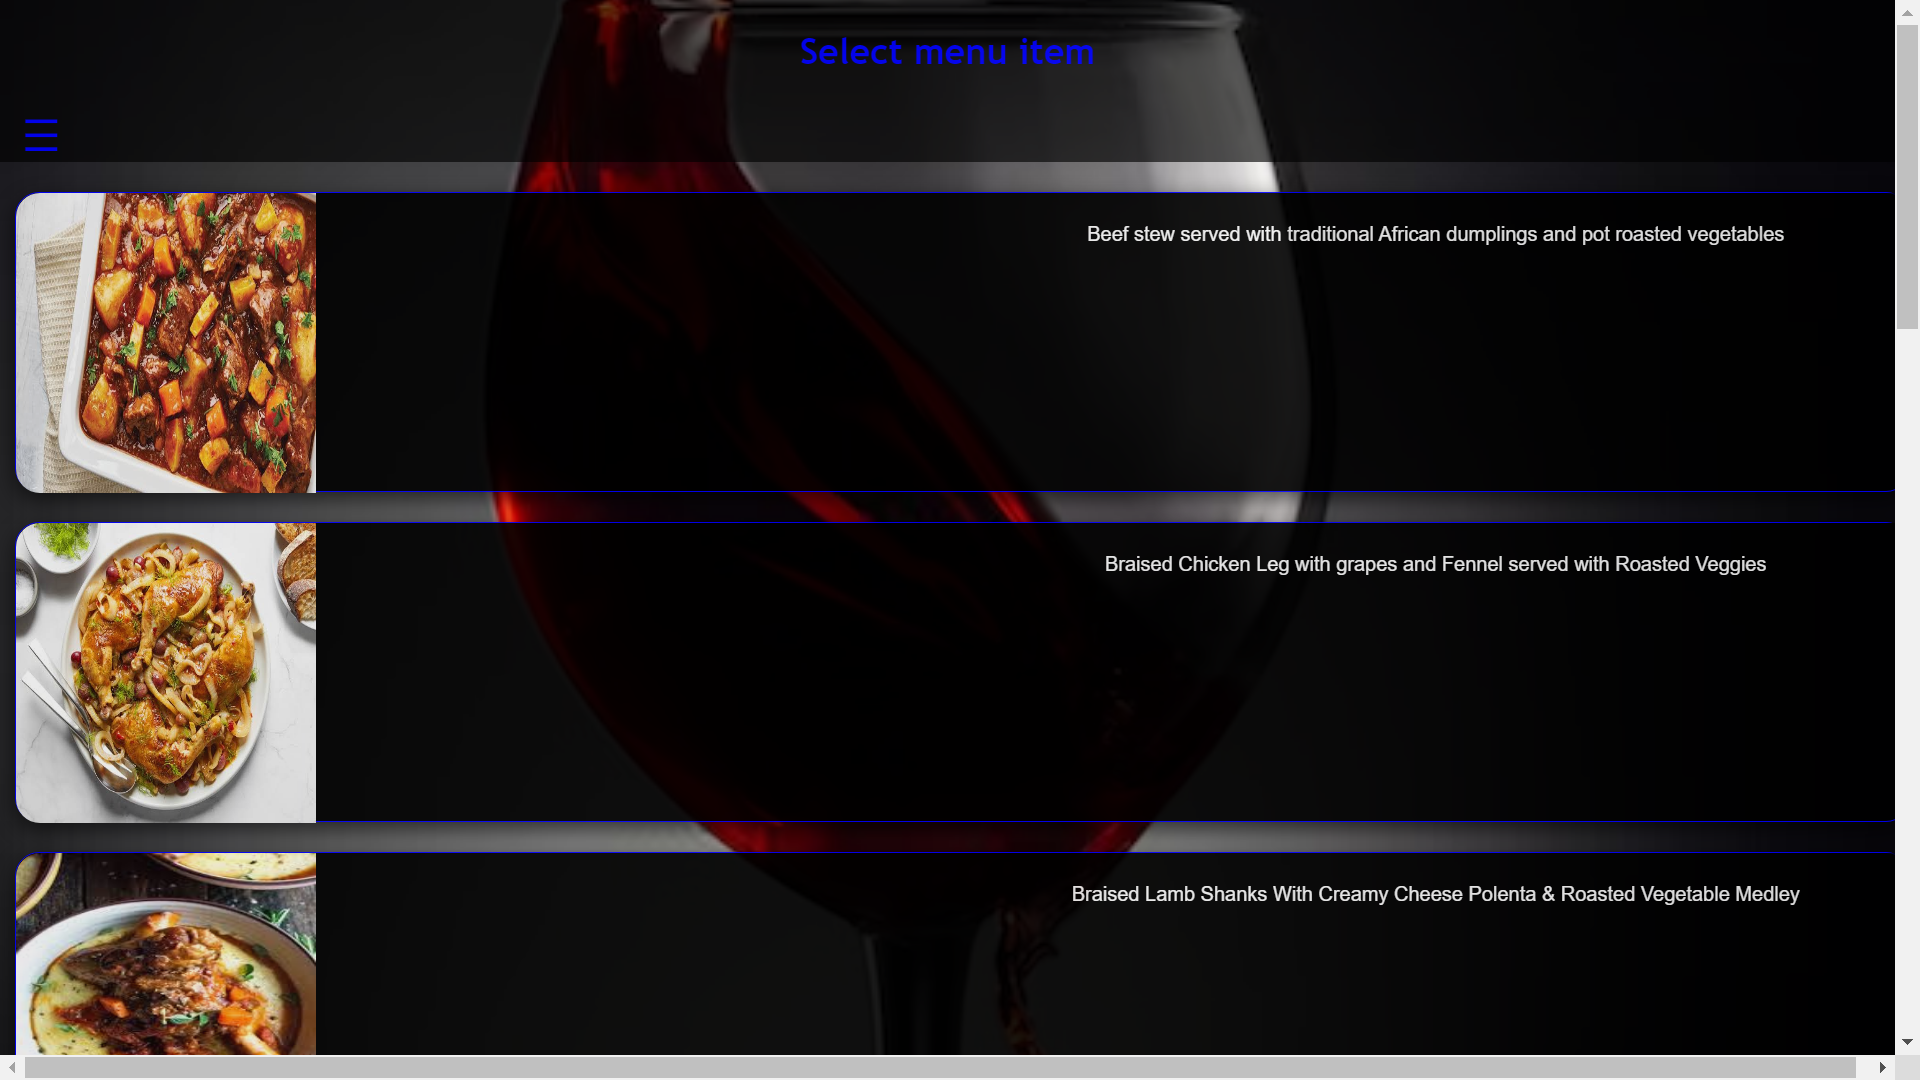 Select menu item
☰
Beef stew served with traditional African dumplings and pot roasted vegetables
Braised Chicken Leg with grapes and Fennel served with Roasted Veggies
Braised Lamb Shanks With Creamy Cheese Polenta & Roasted Vegetable Medley